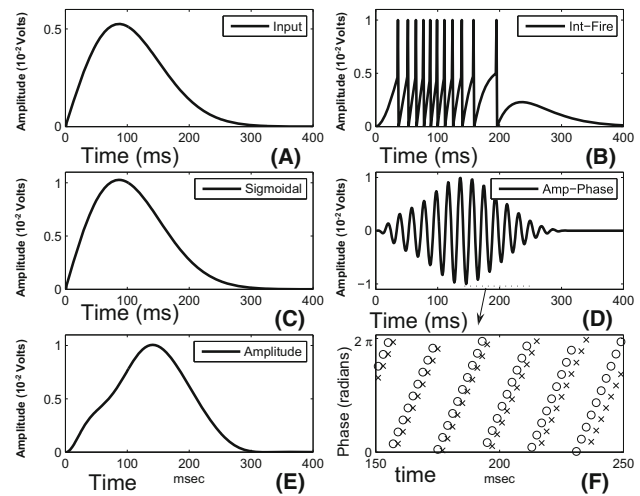 Amplitude (10⁻² Volts)
0.5
0
Input
0 100 200 300 400
Time (ms)
(A)
Amplitude (10⁻² Volts)
1
0.5
0
Int-Fire
0 100 200 300 400
Time (ms)
(B)
Amplitude (10⁻² Volts)
1
0.5
0
Sigmoidal
0 100 200 300 400
Time (ms)
(C)
Amplitude (10⁻² Volts)
1
0
−1
Amp-Phase
0 100 200 300 400
Time (ms)
(D)
Amplitude (10⁻² Volts)
1
0.5
0
Amplitude
0 100 200 300 400
Time msec
(E)
Phase (radians)
2 π
0
150 200 250
time msec
(F)